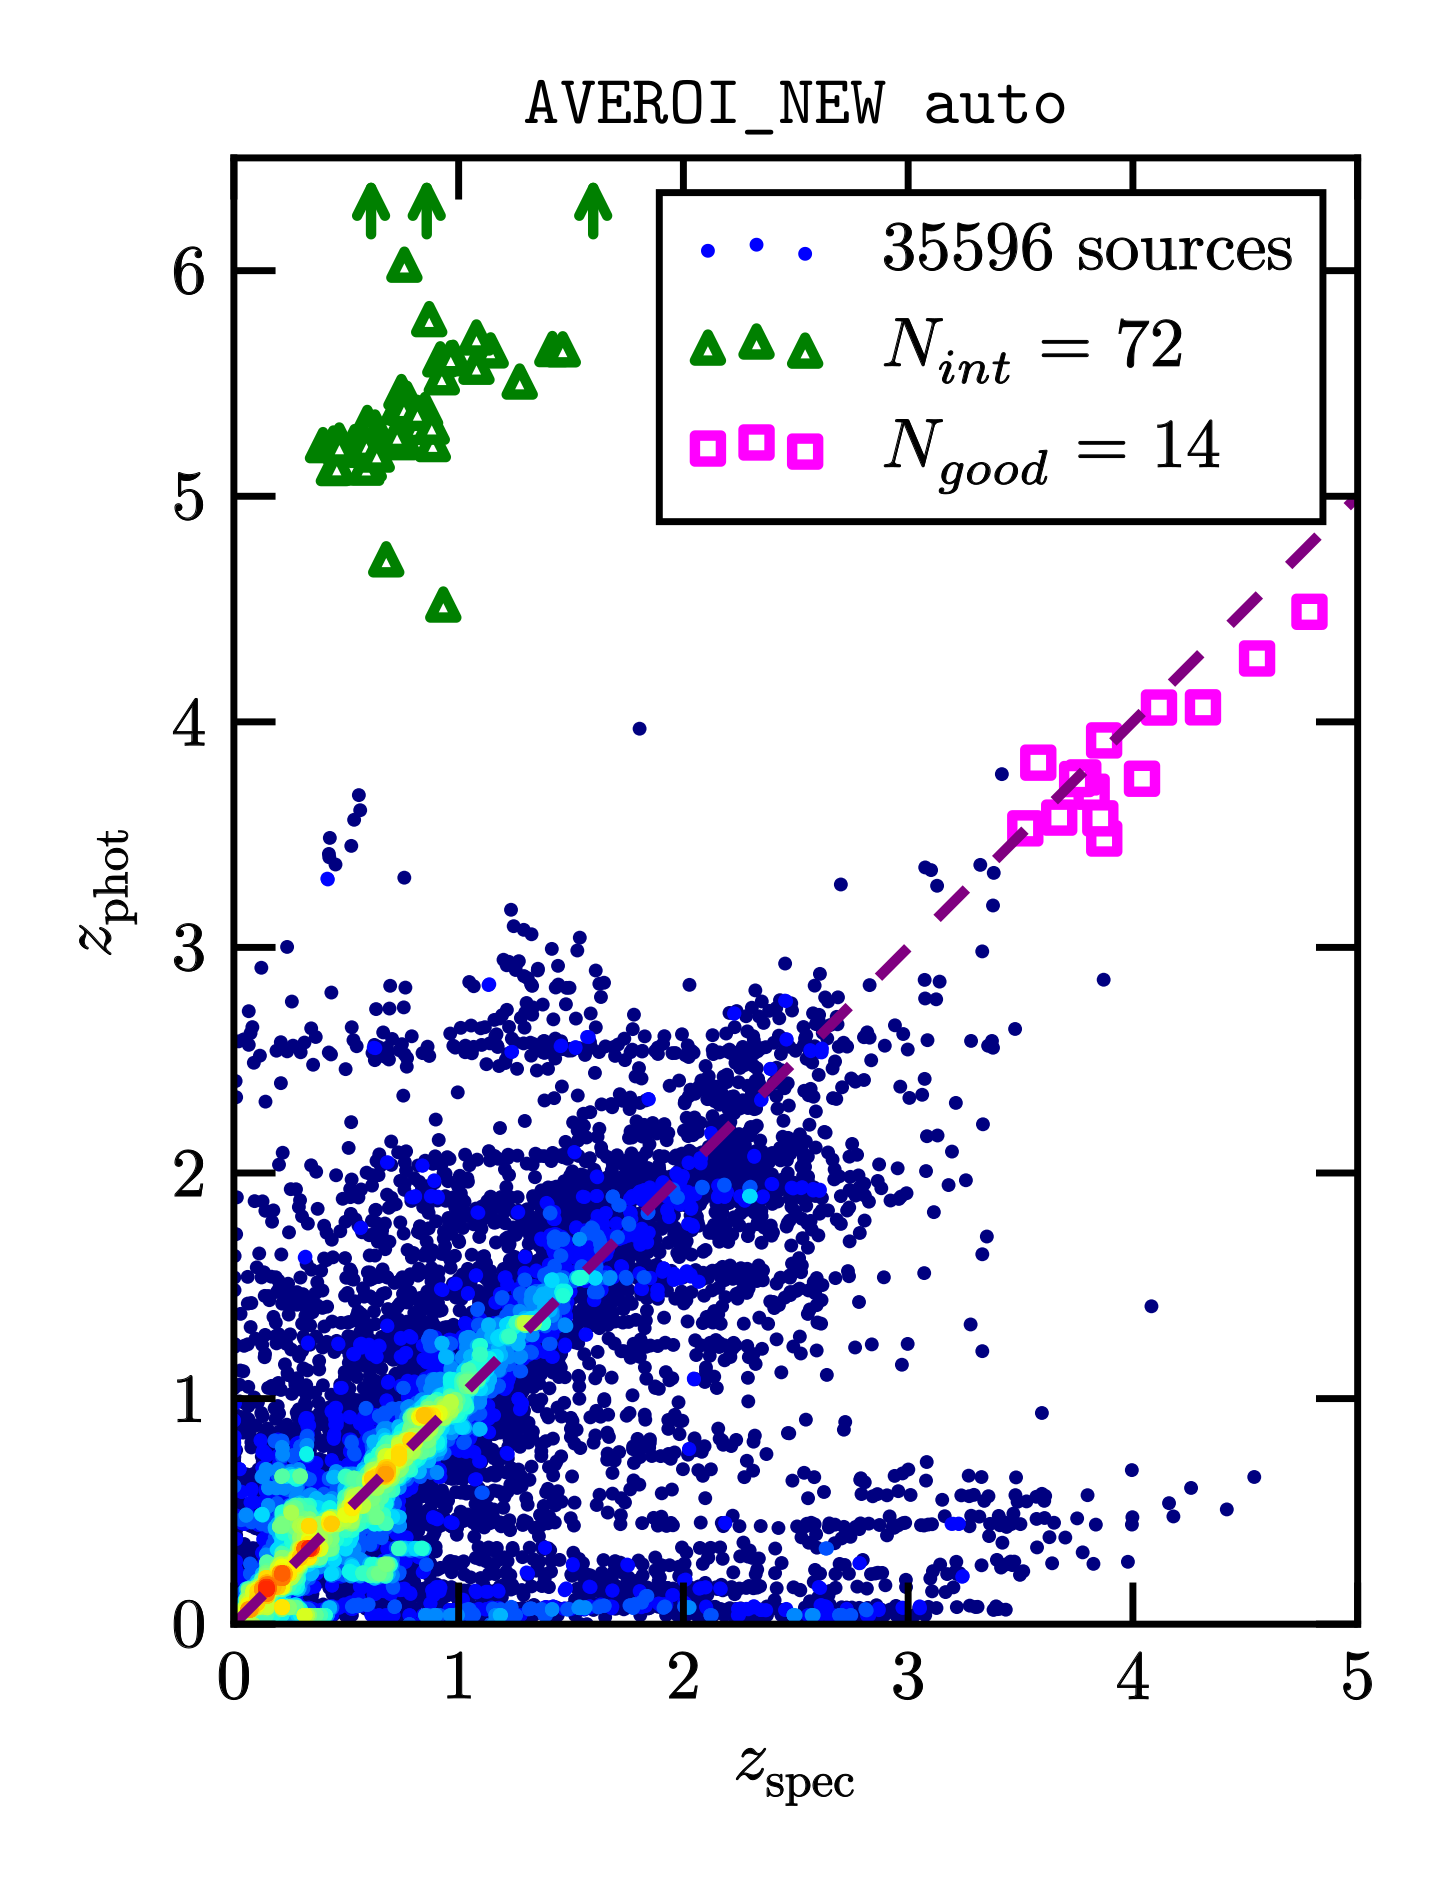 AVEROI_NEW auto
35596 sources
N_int = 72
N_good = 14
6
5
4
3
2
1
0
z_phot
0 1 2 3 4 5
z_spec